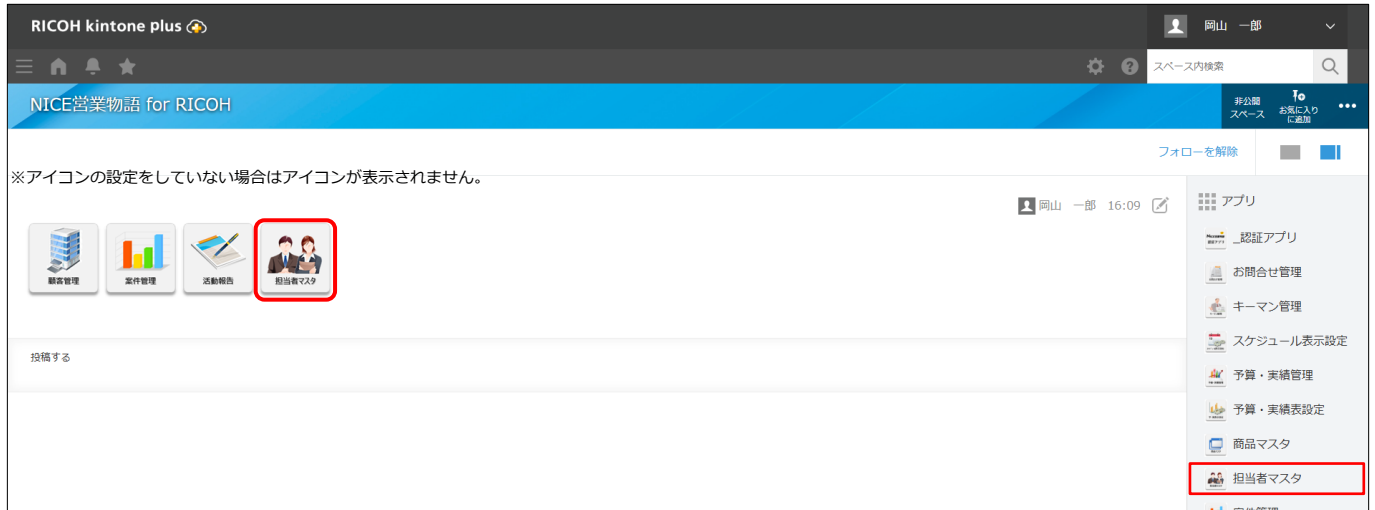 RICOH kintone plus
岡山 一郎
スペース内検索
NICE営業物語 for RICOH
非公開
スペース
お気に入り
に追加
フォローを解除
※アイコンの設定をしていない場合はアイコンが表示されません。
岡山 一郎 16:09
アプリ
顧客管理
案件管理
活動報告
担当者マスタ
_認証アプリ
お問合せ管理
キーマン管理
スケジュール表示設定
投稿する
予算・実績管理
予算・実績表設定
商品マスタ
担当者マスタ